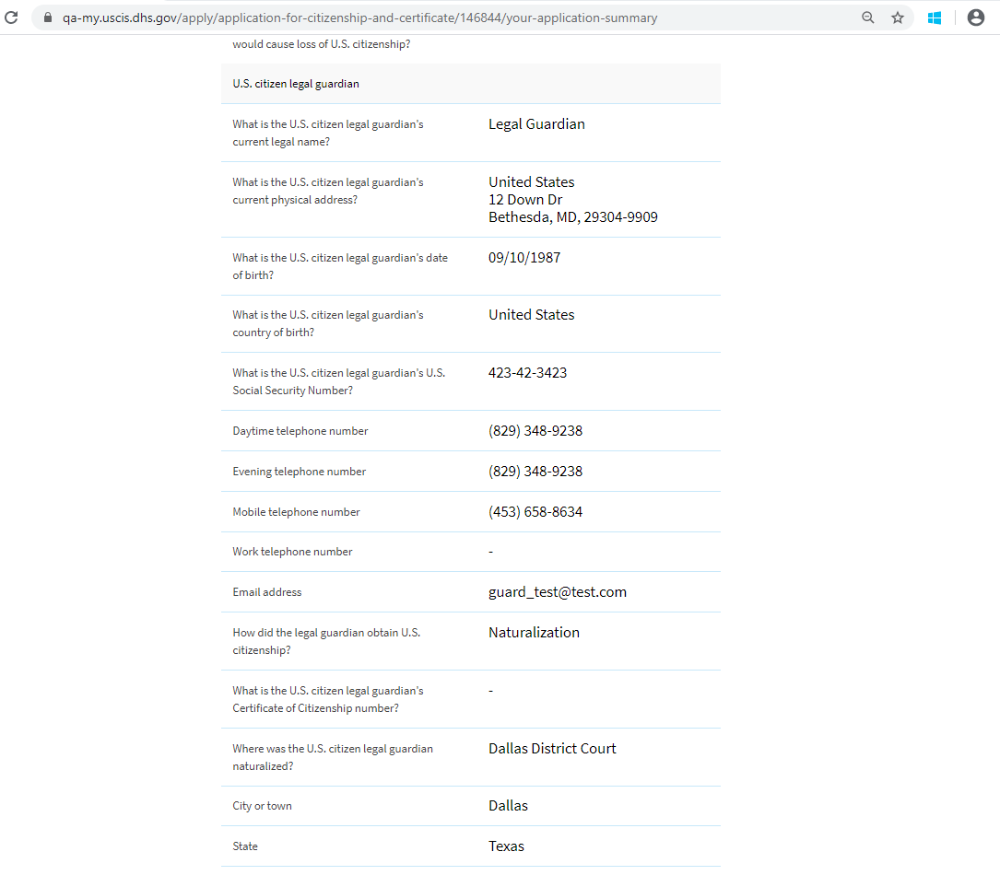 qa-my.uscis.dhs.gov/apply/application-for-citizenship-and-certificate/146844/your-application-summary
would cause loss of U.S. citizenship?
U.S. citizen legal guardian
What is the U.S. citizen legal guardian's
current legal name?
Legal Guardian
What is the U.S. citizen legal guardian's
current physical address?
United States
12 Down Dr
Bethesda, MD, 29304-9909
What is the U.S. citizen legal guardian's date
of birth?
09/10/1987
What is the U.S. citizen legal guardian's
country of birth?
United States
What is the U.S. citizen legal guardian's U.S.
Social Security Number?
423-42-3423
Daytime telephone number
(829) 348-9238
Evening telephone number
(829) 348-9238
Mobile telephone number
(453) 658-8634
Work telephone number
-
Email address
guard_test@test.com
How did the legal guardian obtain U.S.
citizenship?
Naturalization
What is the U.S. citizen legal guardian's
Certificate of Citizenship number?
-
Where was the U.S. citizen legal guardian
naturalized?
Dallas District Court
City or town
Dallas
State
Texas